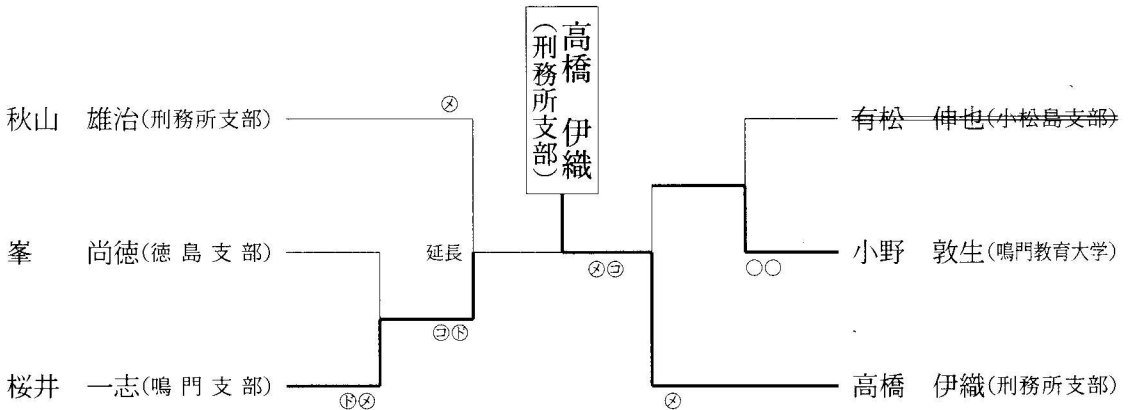 高橋 伊織
(刑務所支部)
秋山 雄治(刑務所支部)
㋱
峯 尚徳(徳島支部)
延長
㋙㋣
桜井 一志(鳴門支部)
㋣㋱
㋱㋙
有松 伸也(小松島支部)
小野 敦生(鳴門教育大学)
○○
高橋 伊織(刑務所支部)
㋱